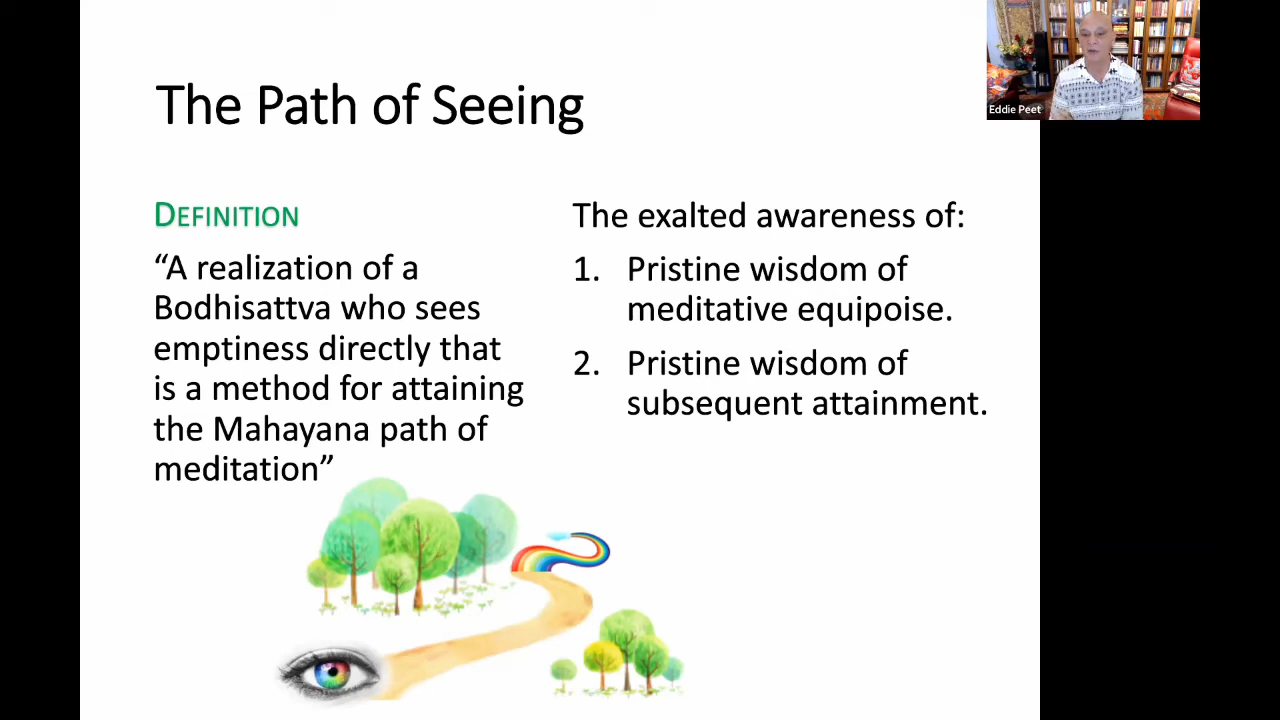 The Path of Seeing
DEFINITION
“A realization of a
Bodhisattva who sees
emptiness directly that
is a method for attaining
the Mahayana path of
meditation”
The exalted awareness of:
1. Pristine wisdom of
meditative equipoise.
2. Pristine wisdom of
subsequent attainment.
Eddie Peet